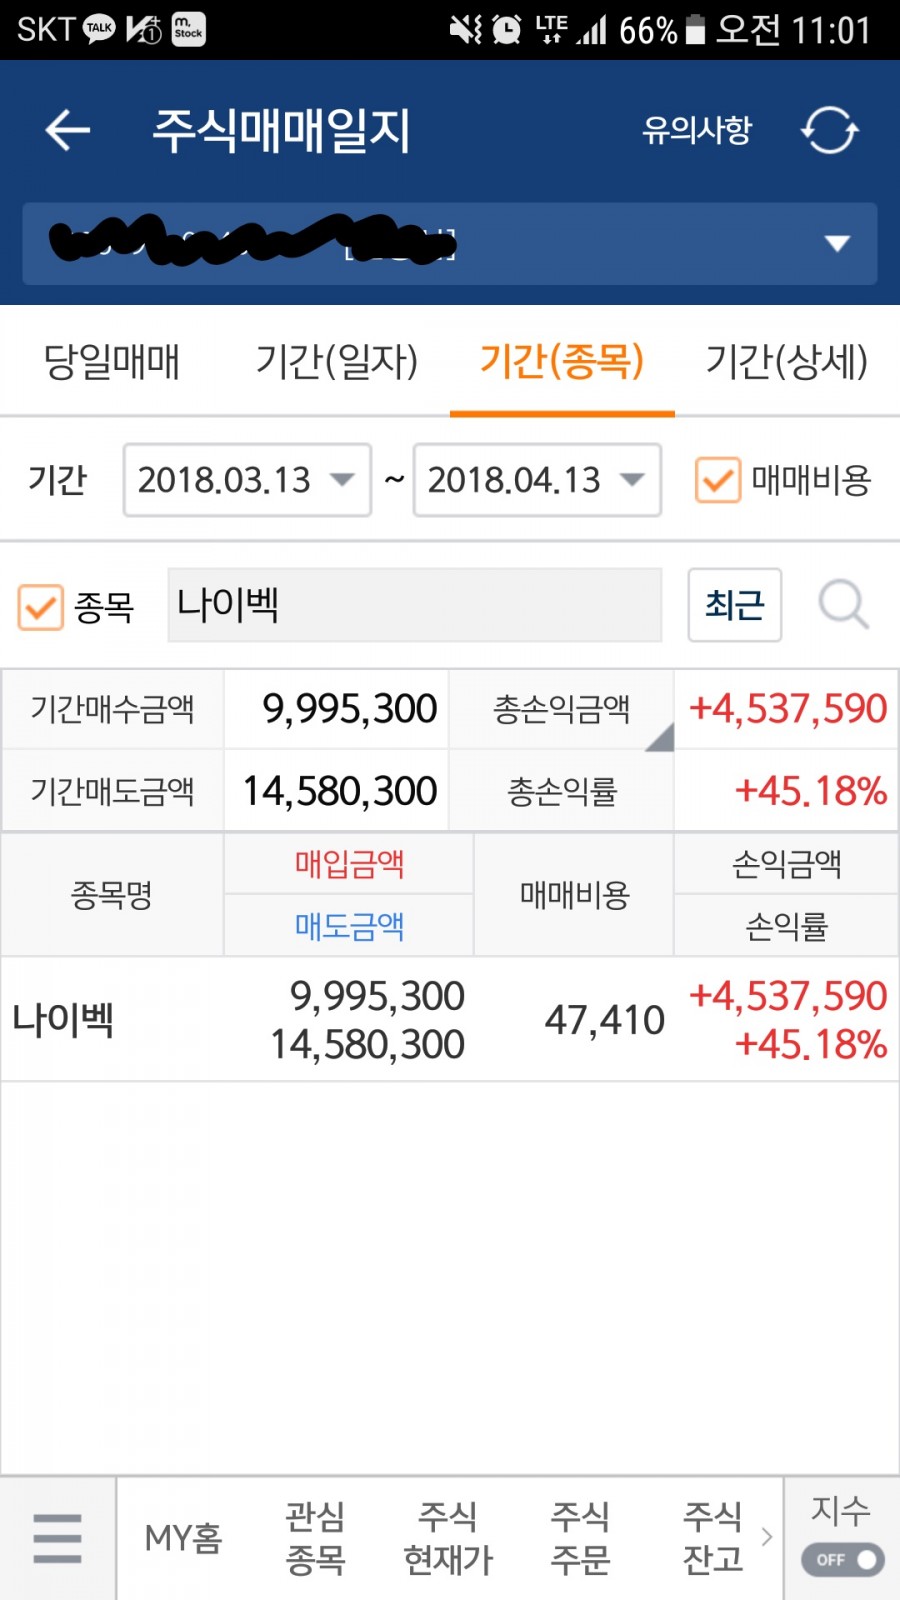 SKT TALK 1 m.Stock LTE 66% 오전 11:01
주식매매일지 유의사항
당일매매 기간(일자) 기간(종목) 기간(상세)
기간 2018.03.13 ~ 2018.04.13 매매비용
종목 나이벡 최근
기간매수금액 9,995,300 총손익금액 +4,537,590
기간매도금액 14,580,300 총손익률 +45.18%
종목명 매입금액 매매비용 손익금액
매도금액 손익률
나이벡 9,995,300 47,410 +4,537,590
14,580,300 +45.18%
MY홈 관심 종목 주식 현재가 주식 주문 주식 잔고 > 지수
OFF